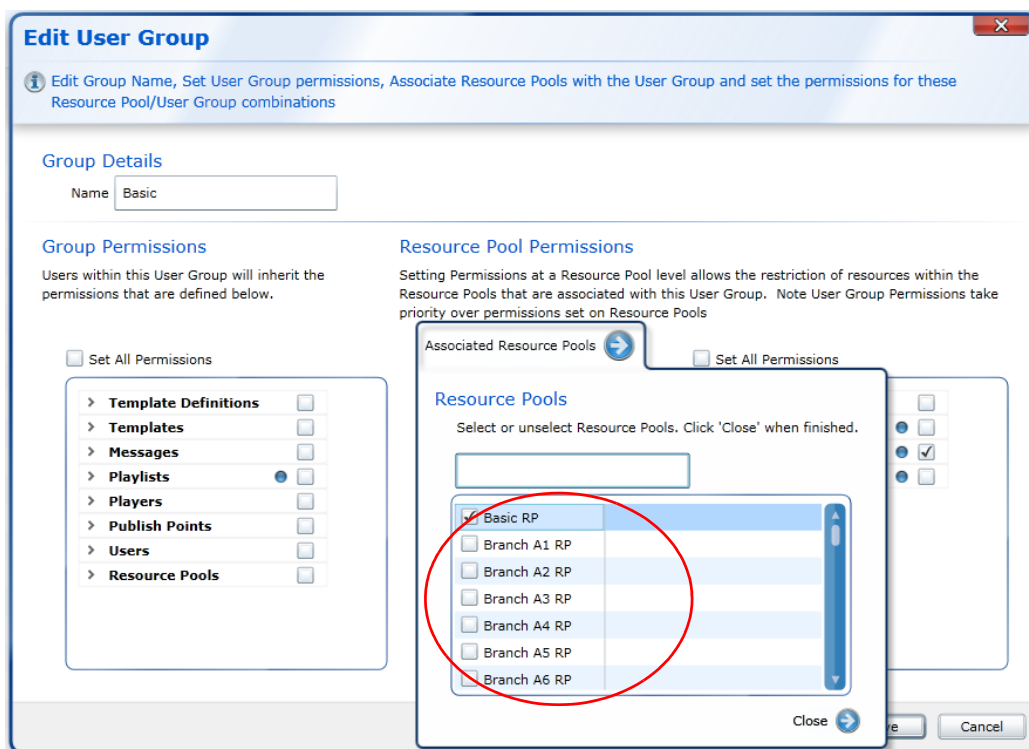 Edit User Group
Edit Group Name, Set User Group permissions, Associate Resource Pools with the User Group and set the permissions for these
Resource Pool/User Group combinations
Group Details
Name Basic
Group Permissions
Users within this User Group will inherit the
permissions that are defined below.
Resource Pool Permissions
Setting Permissions at a Resource Pool level allows the restriction of resources within the
Resource Pools that are associated with this User Group. Note User Group Permissions take
priority over permissions set on Resource Pools
Set All Permissions
Template Definitions
Templates
Messages
Playlists
Players
Publish Points
Users
Resource Pools
Associated Resource Pools
Set All Permissions
Resource Pools
Select or unselect Resource Pools. Click 'Close' when finished.
Basic RP
Branch A1 RP
Branch A2 RP
Branch A3 RP
Branch A4 RP
Branch A5 RP
Branch A6 RP
Close
Cancel